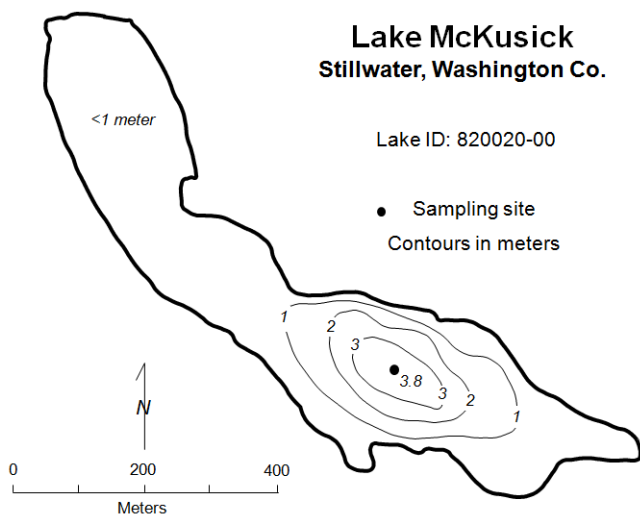 Lake McKusick
Stillwater, Washington Co.
<1 meter
Lake ID: 820020-00
Sampling site
Contours in meters
1
2
3
3.8
3
2
1
N
0 200 400
Meters